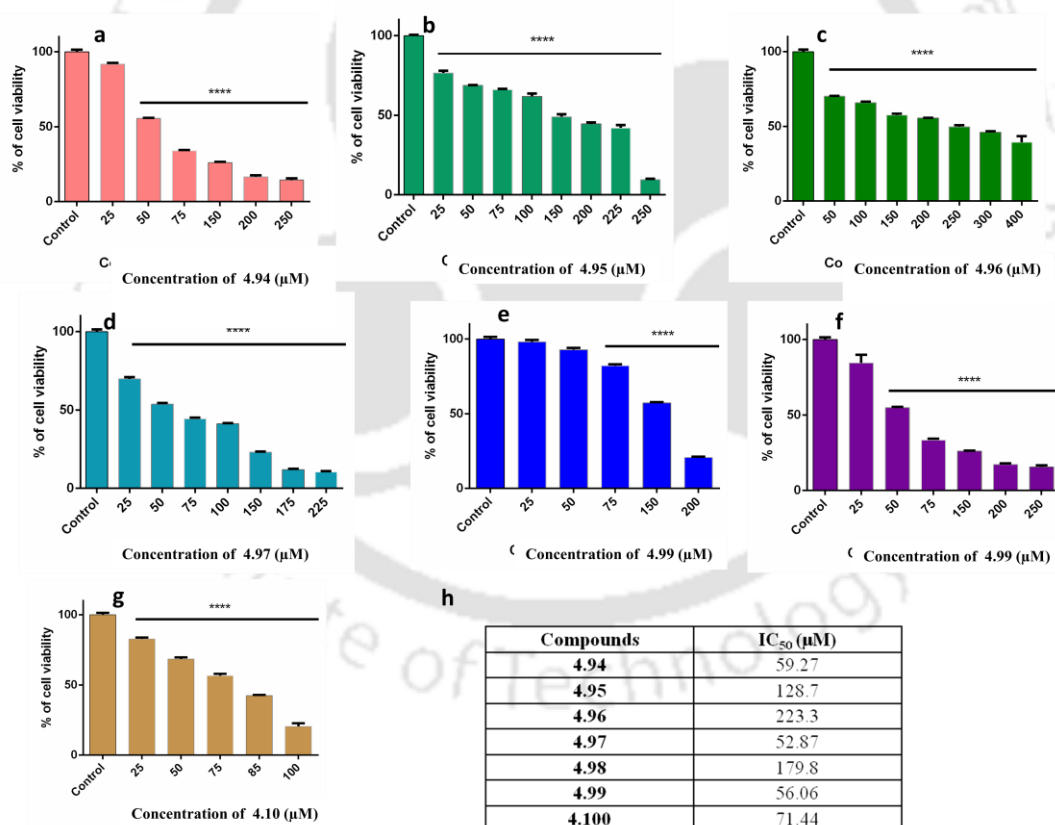 a
% of cell viability
100
50
0
****
Control 25 50 75 150 200 250
Concentration of 4.94 (µM)
b
% of cell viability
100
50
0
****
Control 25 50 75 100 150 200 225 250
Concentration of 4.95 (µM)
c
% of cell viability
100
50
0
****
Control 50 100 150 200 250 300 400
Co
Concentration of 4.96 (µM)
d
% of cell viability
100
50
0
****
Control 25 50 75 100 150 175 225
Concentration of 4.97 (µM)
e
% of cell viability
100
50
0
****
Control 25 50 75 150 200
Concentration of 4.99 (µM)
f
% of cell viability
100
50
0
****
Control 25 50 75 150 200 250
Concentration of 4.99 (µM)
g
% of cell viability
100
50
0
****
Control 25 50 75 85 100
Concentration of 4.10 (µM)
h
Compounds IC₅₀ (µM)
4.94 59.27
4.95 128.7
4.96 223.3
4.97 52.87
4.98 179.8
4.99 56.06
4.100 71.44
te of Technology